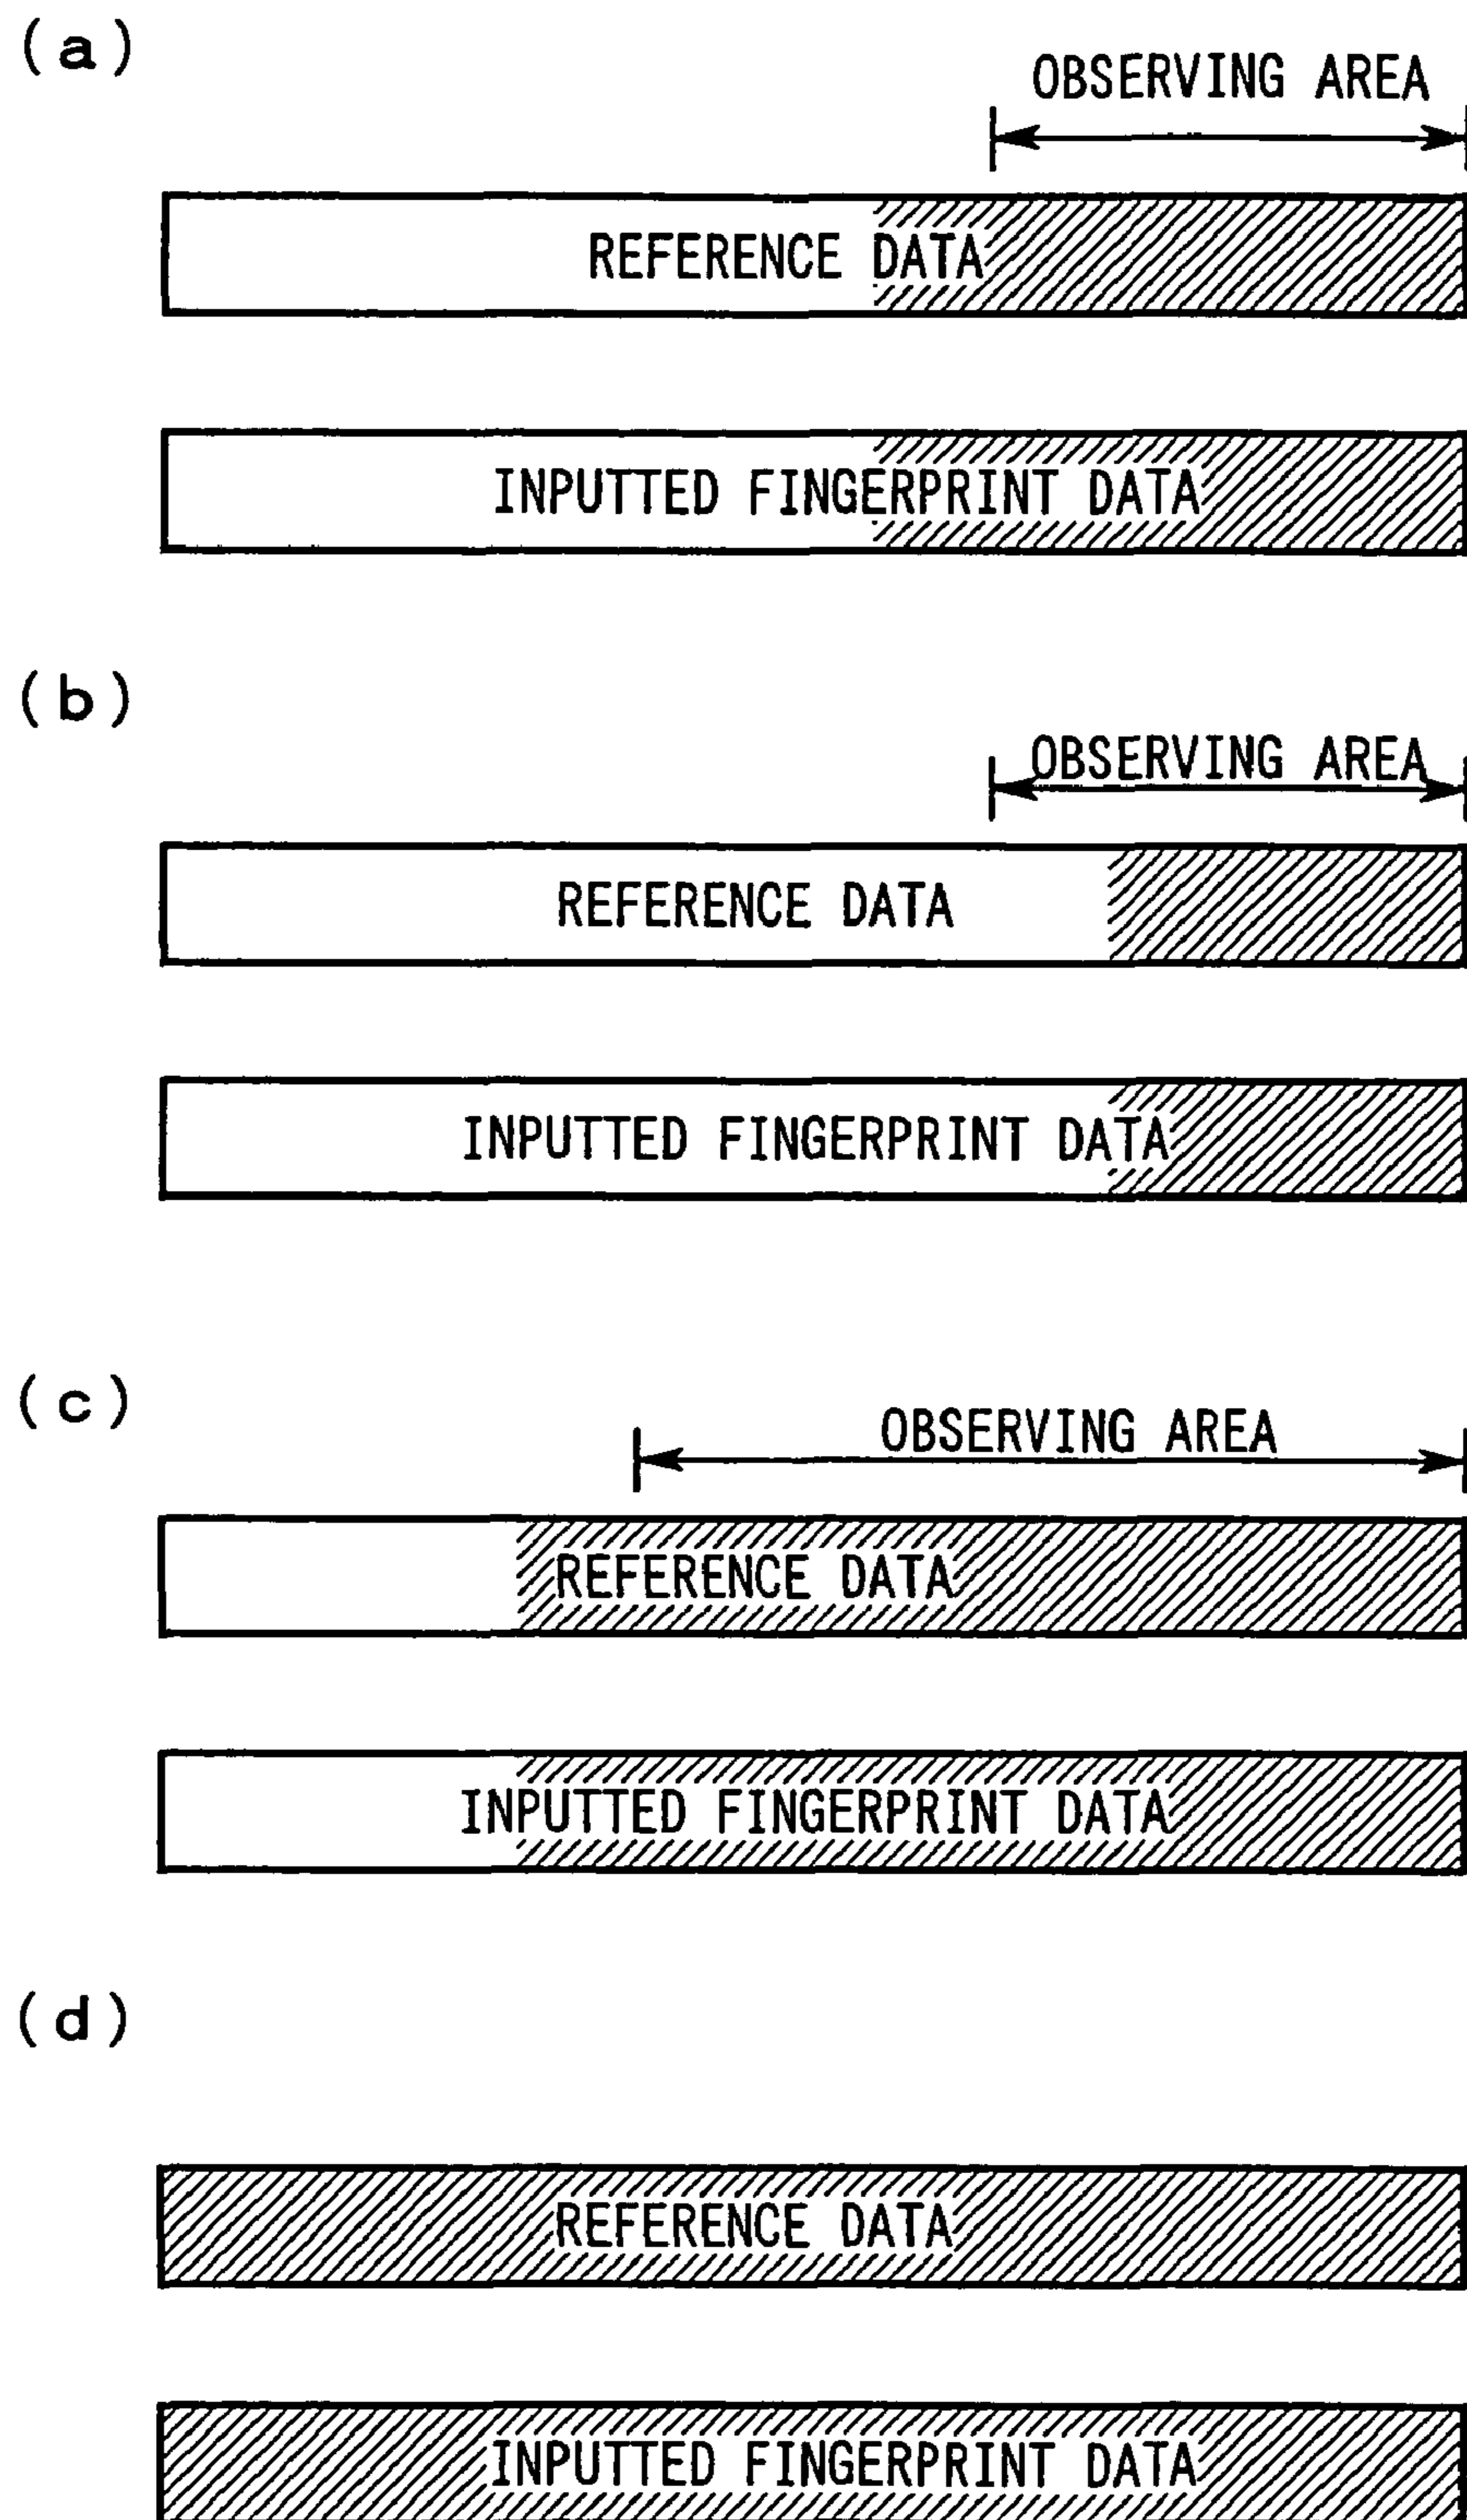 (a)
OBSERVING AREA
REFERENCE DATA
INPUTTED FINGERPRINT DATA
(b)
OBSERVING AREA
REFERENCE DATA
INPUTTED FINGERPRINT DATA
(c)
OBSERVING AREA
REFERENCE DATA
INPUTTED FINGERPRINT DATA
(d)
REFERENCE DATA
INPUTTED FINGERPRINT DATA